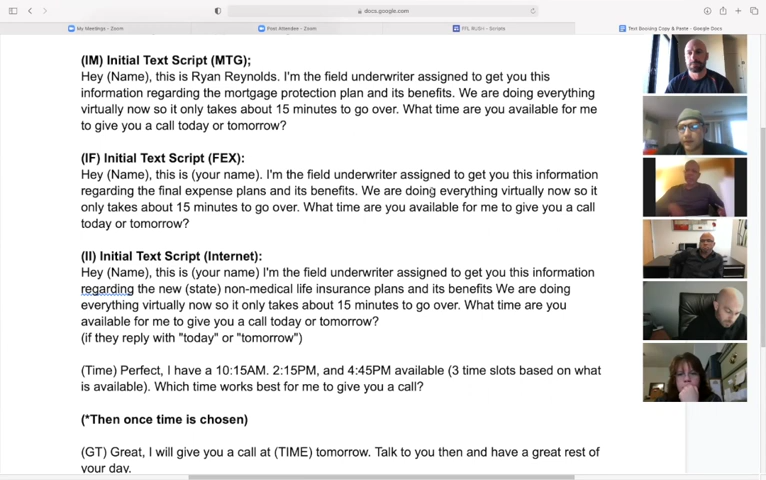 docs.google.com
My Meetings - Zoom
Post Attendee - Zoom
FFL RUSH - Scripts
Text Booking Copy & Paste - Google Docs
(IM) Initial Text Script (MTG);
Hey (Name), this is Ryan Reynolds. I'm the field underwriter assigned to get you this
information regarding the mortgage protection plan and its benefits. We are doing everything
virtually now so it only takes about 15 minutes to go over. What time are you available for me
to give you a call today or tomorrow?
(IF) Initial Text Script (FEX):
Hey (Name), this is (your name). I'm the field underwriter assigned to get you this information
regarding the final expense plans and its benefits. We are doing everything virtually now so it
only takes about 15 minutes to go over. What time are you available for me to give you a call
today or tomorrow?
(II) Initial Text Script (Internet):
Hey (Name), this is (your name) I'm the field underwriter assigned to get you this information
regarding the new (state) non-medical life insurance plans and its benefits We are doing
everything virtually now so it only takes about 15 minutes to go over. What time are you
available for me to give you a call today or tomorrow?
(if they reply with "today" or "tomorrow")
(Time) Perfect, I have a 10:15AM. 2:15PM, and 4:45PM available (3 time slots based on what
is available). Which time works best for me to give you a call?
(*Then once time is chosen)
(GT) Great, I will give you a call at (TIME) tomorrow. Talk to you then and have a great rest of
your day.